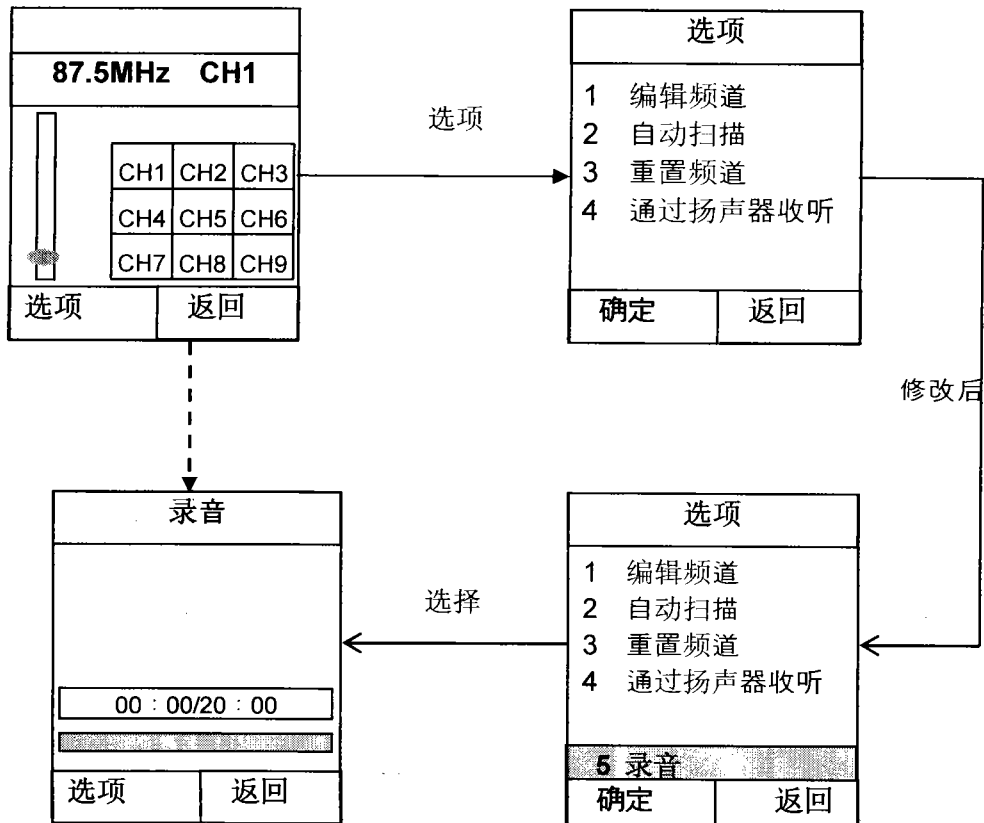 87.5MHz CH1
CH1 CH2 CH3
CH4 CH5 CH6
CH7 CH8 CH9
选项 返回
选项
选项
1 编辑频道
2 自动扫描
3 重置频道
4 通过扬声器收听
确定 返回
修改后
选项
1 编辑频道
2 自动扫描
3 重置频道
4 通过扬声器收听
5 录音
确定 返回
选择
录音
00:00/20:00
选项 返回